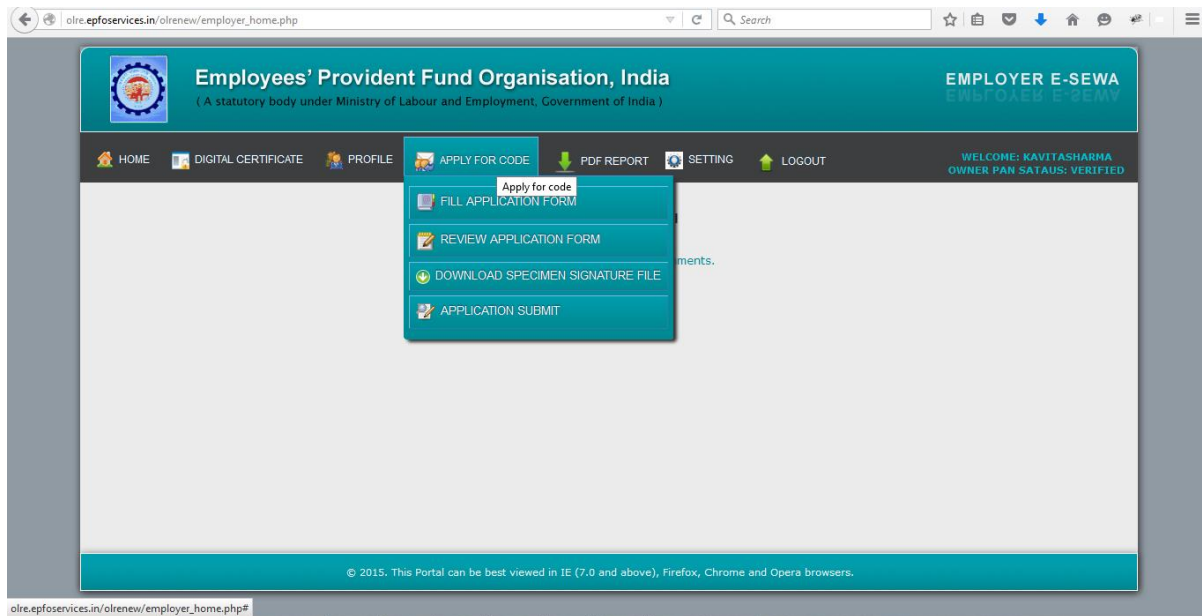 olre.epfoservices.in/olrenew/employer_home.php
Search
Employees' Provident Fund Organisation, India
( A statutory body under Ministry of Labour and Employment, Government of India )
EMPLOYER E-SEWA
HOME DIGITAL CERTIFICATE PROFILE APPLY FOR CODE PDF REPORT SETTING LOGOUT
WELCOME: KAVITASHARMA
OWNER PAN SATAUS: VERIFIED
Apply for code
FILL APPLICATION FORM
REVIEW APPLICATION FORM
ments.
DOWNLOAD SPECIMEN SIGNATURE FILE
APPLICATION SUBMIT
© 2015. This Portal can be best viewed in IE (7.0 and above), Firefox, Chrome and Opera browsers.
olre.epfoservices.in/olrenew/employer_home.php#